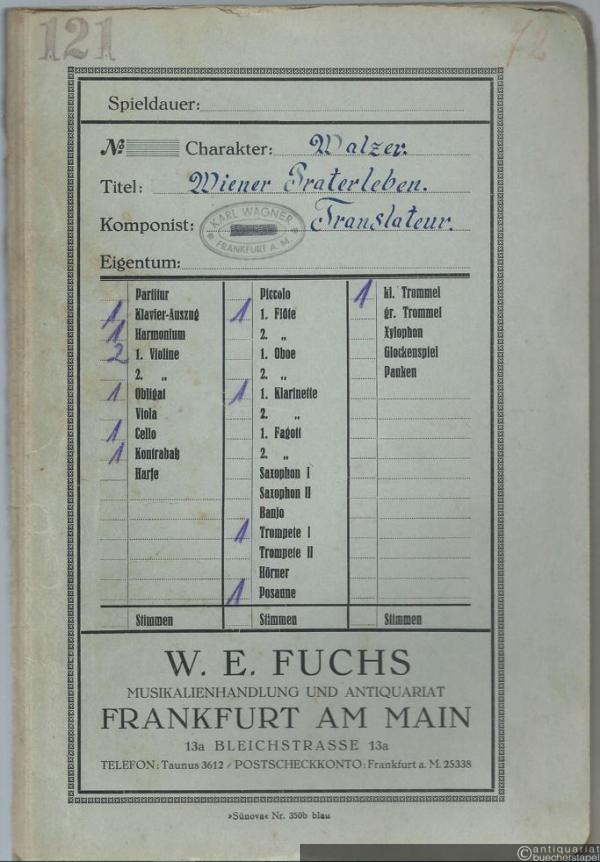 121
72
Spieldauer:
№ Charakter: Walzer.
Titel: Wiener Praterleben.
Komponist: Translateur.
KARL WAGNER
FRANKFURT A. M.
Eigentum:
Partitur
1 Klavier-Auszug
1 Harmonium
2 1. Violine
2. „
1 Obligat
Viola
1 Cello
1 Kontrabaß
Harfe
Stimmen
Piccolo
1 1. Flöte
2. „
1. Oboe
2. „
1 1. Klarinette
2. „
1. Fagott
2. „
Saxophon I
Saxophon II
Banjo
1 Trompete I
Trompete II
Hörner
1 Posaune
Stimmen
1 kl. Trommel
gr. Trommel
Xylophon
Glockenspiel
Pauken
Stimmen
W. E. FUCHS
MUSIKALIENHANDLUNG UND ANTIQUARIAT
FRANKFURT AM MAIN
13a BLEICHSTRASSE 13a
TELEFON: Taunus 3612 / POSTSCHECKKONTO: Frankfurt a. M. 25338
»Sünova« Nr. 350b blau
©antiquariat
buecherstapel